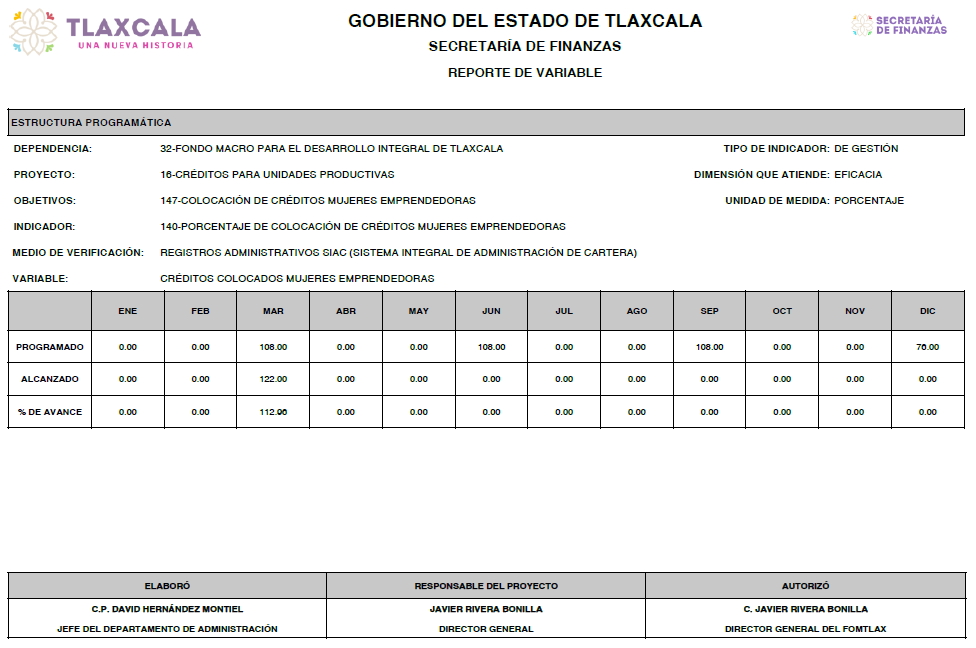 TLAXCALA
UNA NUEVA HISTORIA
GOBIERNO DEL ESTADO DE TLAXCALA
SECRETARÍA DE FINANZAS
REPORTE DE VARIABLE
SECRETARÍA
DE FINANZAS
ESTRUCTURA PROGRAMÁTICA
DEPENDENCIA: 32-FONDO MACRO PARA EL DESARROLLO INTEGRAL DE TLAXCALA TIPO DE INDICADOR: DE GESTIÓN
PROYECTO: 16-CRÉDITOS PARA UNIDADES PRODUCTIVAS DIMENSIÓN QUE ATIENDE: EFICACIA
OBJETIVOS: 147-COLOCACIÓN DE CRÉDITOS MUJERES EMPRENDEDORAS UNIDAD DE MEDIDA: PORCENTAJE
INDICADOR: 140-PORCENTAJE DE COLOCACIÓN DE CRÉDITOS MUJERES EMPRENDEDORAS
MEDIO DE VERIFICACIÓN: REGISTROS ADMINISTRATIVOS SIAC (SISTEMA INTEGRAL DE ADMINISTRACIÓN DE CARTERA)
VARIABLE: CRÉDITOS COLOCADOS MUJERES EMPRENDEDORAS
ENE FEB MAR ABR MAY JUN JUL AGO SEP OCT NOV DIC
PROGRAMADO 0.00 0.00 108.00 0.00 0.00 108.00 0.00 0.00 108.00 0.00 0.00 76.00
ALCANZADO 0.00 0.00 122.00 0.00 0.00 0.00 0.00 0.00 0.00 0.00 0.00 0.00
% DE AVANCE 0.00 0.00 112.96 0.00 0.00 0.00 0.00 0.00 0.00 0.00 0.00 0.00
ELABORÓ RESPONSABLE DEL PROYECTO AUTORIZÓ
C.P. DAVID HERNÁNDEZ MONTIEL JAVIER RIVERA BONILLA C. JAVIER RIVERA BONILLA
JEFE DEL DEPARTAMENTO DE ADMINISTRACIÓN DIRECTOR GENERAL DIRECTOR GENERAL DEL FOMTLAX